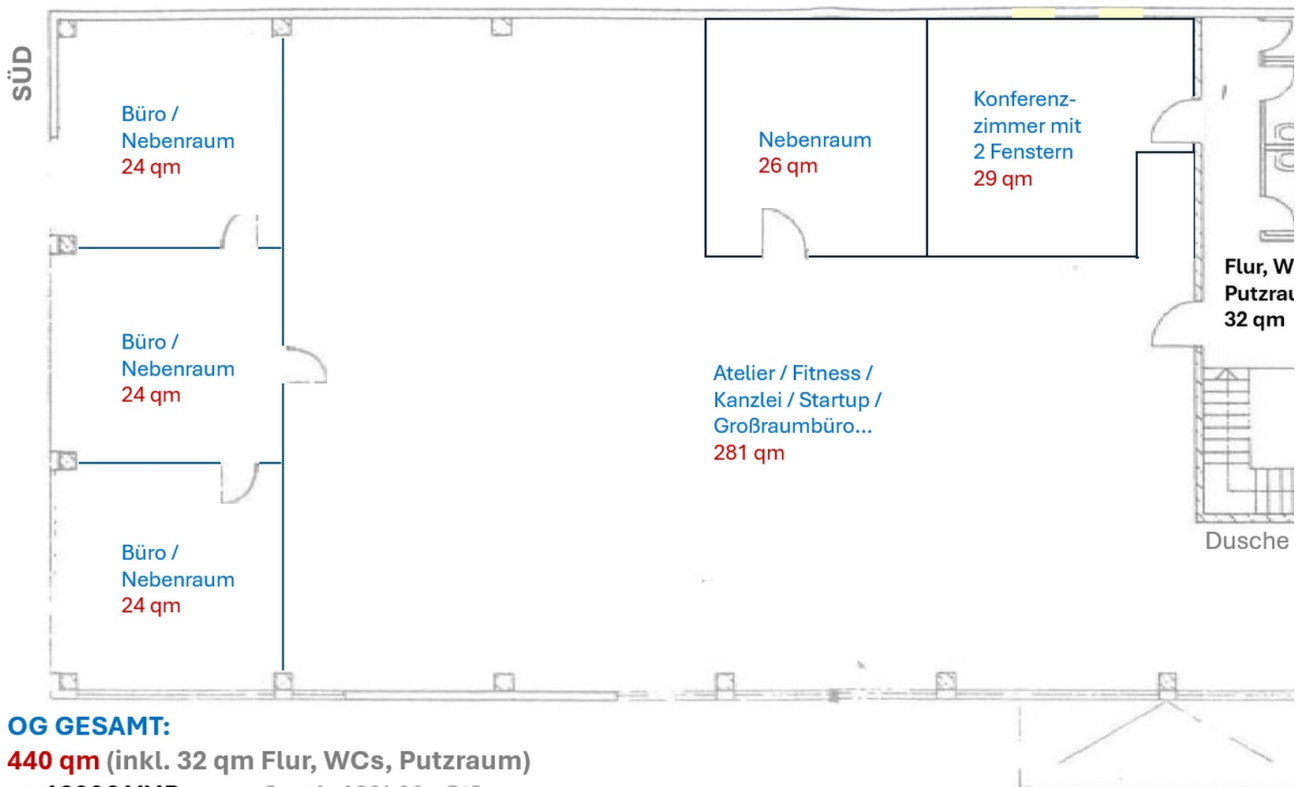 SÜD
Büro /
Nebenraum
24 qm
Nebenraum
26 qm
Konferenz-
zimmer mit
2 Fenstern
29 qm
Flur, W
Putzrau
32 qm
Büro /
Nebenraum
24 qm
Atelier / Fitness /
Kanzlei / Startup /
Großraumbüro...
281 qm
Dusche
Büro /
Nebenraum
24 qm
OG GESAMT:
440 qm (inkl. 32 qm Flur, WCs, Putzraum)